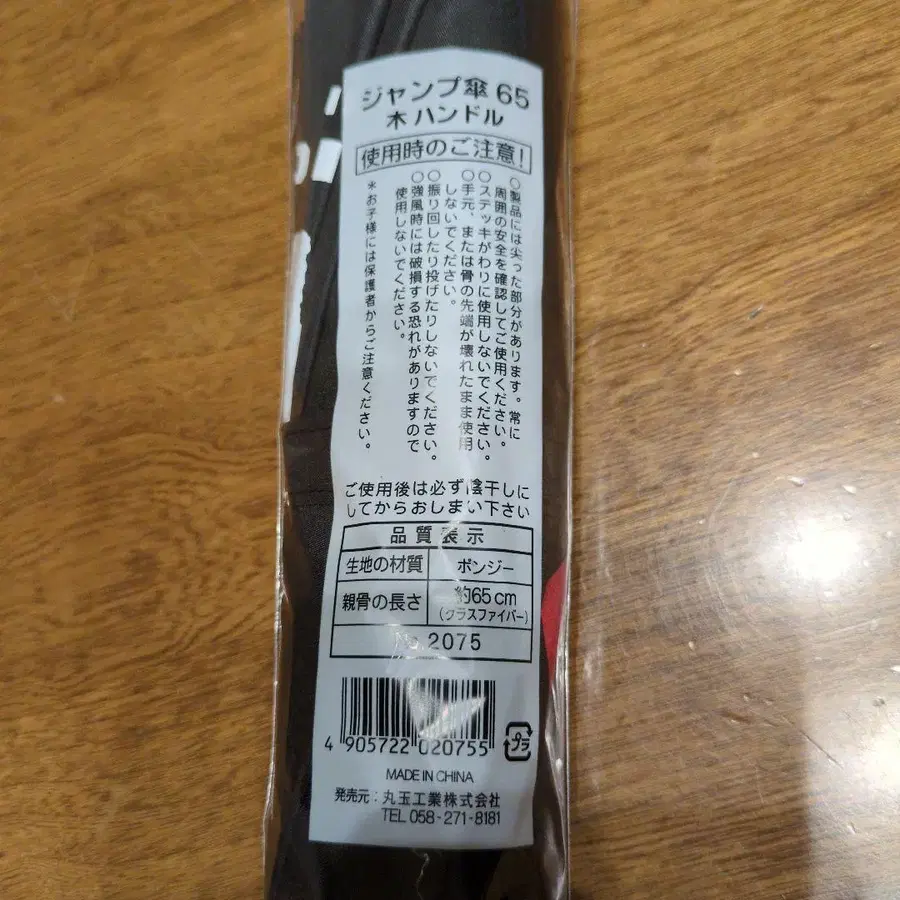 ジャンプ傘 65
木 ハンドル
使用時のご注意!
○製品には尖った部分があります。常に
周囲の安全を確認してご使用ください。
○ステッキがわりに使用しないでください。
○手元、または骨の先端が壊れたまま使用
しないでください。
○振り回したり投げたりしないでください。
○強風時には破損する恐れがありますので
使用しないでください。
*お子様には保護者からご注意ください。
ご使用後は必ず陰干しに
してからおしまい下さい
品質表示
生地の材質 ポンジー
親骨の長さ 約65cm
(グラスファイバー)
No.2075
4 905722 020755
プラ
MADE IN CHINA
発売元:丸玉工業株式会社
TEL 058-271-8181